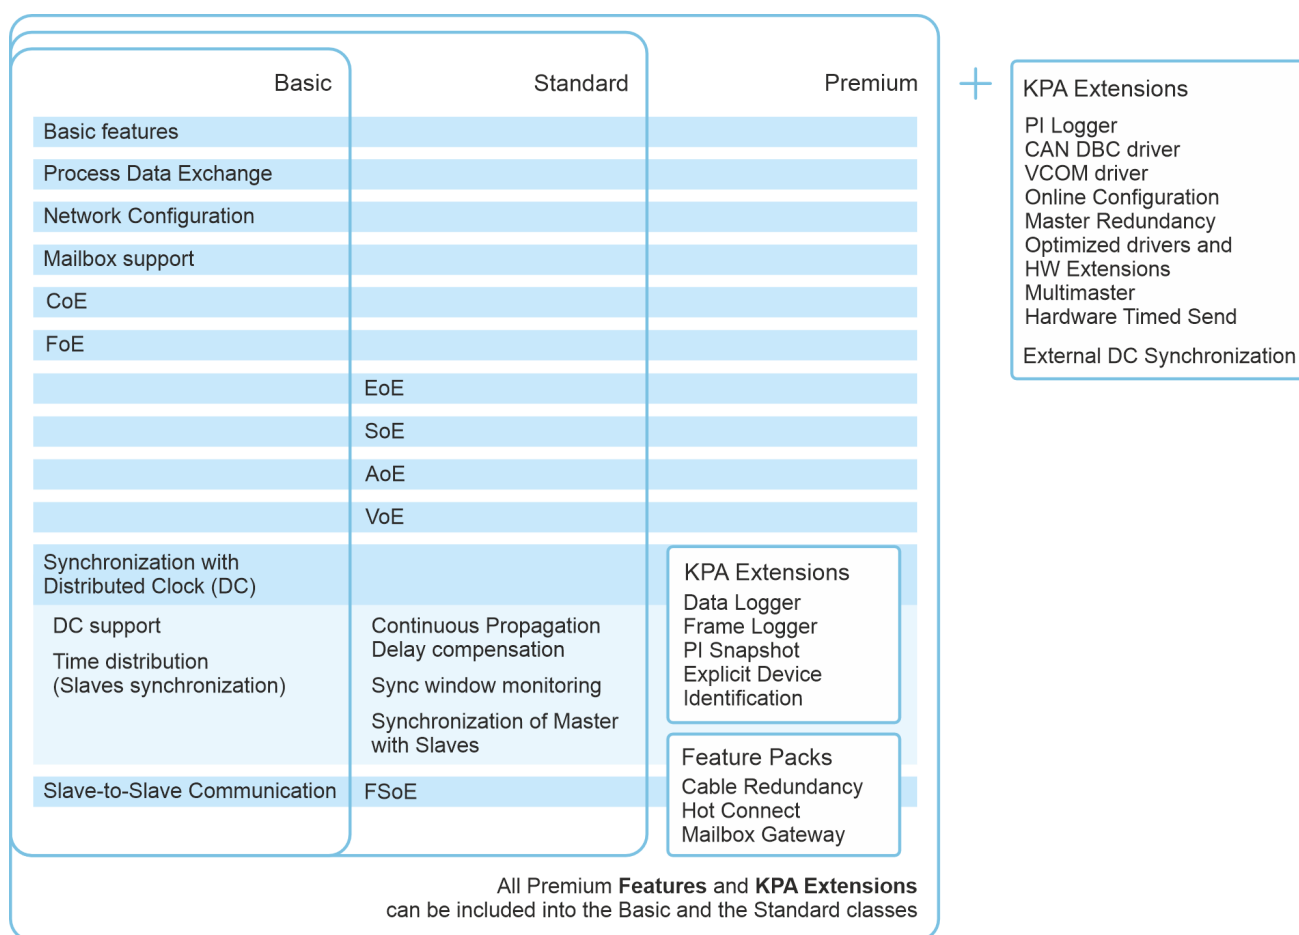 Basic
Standard
Premium
Basic features
Process Data Exchange
Network Configuration
Mailbox support
CoE
FoE
EoE
SoE
AoE
VoE
Synchronization with
Distributed Clock (DC)
DC support
Time distribution
(Slaves synchronization)
Continuous Propagation
Delay compensation
Sync window monitoring
Synchronization of Master
with Slaves
Slave-to-Slave Communication
FSoE
KPA Extensions
Data Logger
Frame Logger
PI Snapshot
Explicit Device
Identification
Feature Packs
Cable Redundancy
Hot Connect
Mailbox Gateway
All Premium Features and KPA Extensions
can be included into the Basic and the Standard classes
+
KPA Extensions
PI Logger
CAN DBC driver
VCOM driver
Online Configuration
Master Redundancy
Optimized drivers and
HW Extensions
Multimaster
Hardware Timed Send
External DC Synchronization